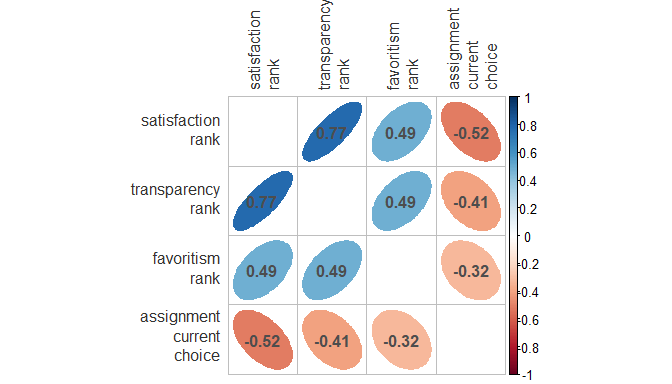 satisfaction
rank
transparency
rank
favoritism
rank
assignment
current
choice
satisfaction
rank
0.77
0.49
-0.52
transparency
rank
0.77
0.49
-0.41
favoritism
rank
0.49
0.49
-0.32
assignment
current
choice
-0.52
-0.41
-0.32
1
0.8
0.6
0.4
0.2
0
-0.2
-0.4
-0.6
-0.8
-1